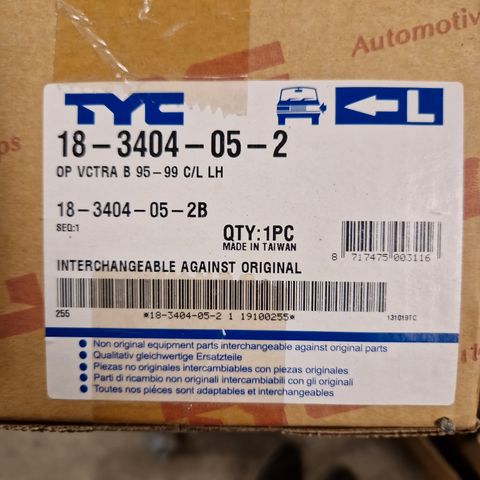 Automotiv
TYC
L
18-3404-05-2
OP VCTRA B 95-99 C/L LH
18-3404-05-2B
SEQ:1
QTY:1PC
MADE IN TAIWAN
8 717475 003116
INTERCHANGEABLE AGAINST ORIGINAL
255
*18-3404-05-2 1 19100255*
131019TC
Non original equipment parts interchangeable against original parts
Qualitativ gleichwertige Ersatzteile
Piezas no originales intercambiables con piezas originales
Parti di ricambio non originali intercambiabili con gli originali
Toutes nos piéces sont adaptables et interchangeables